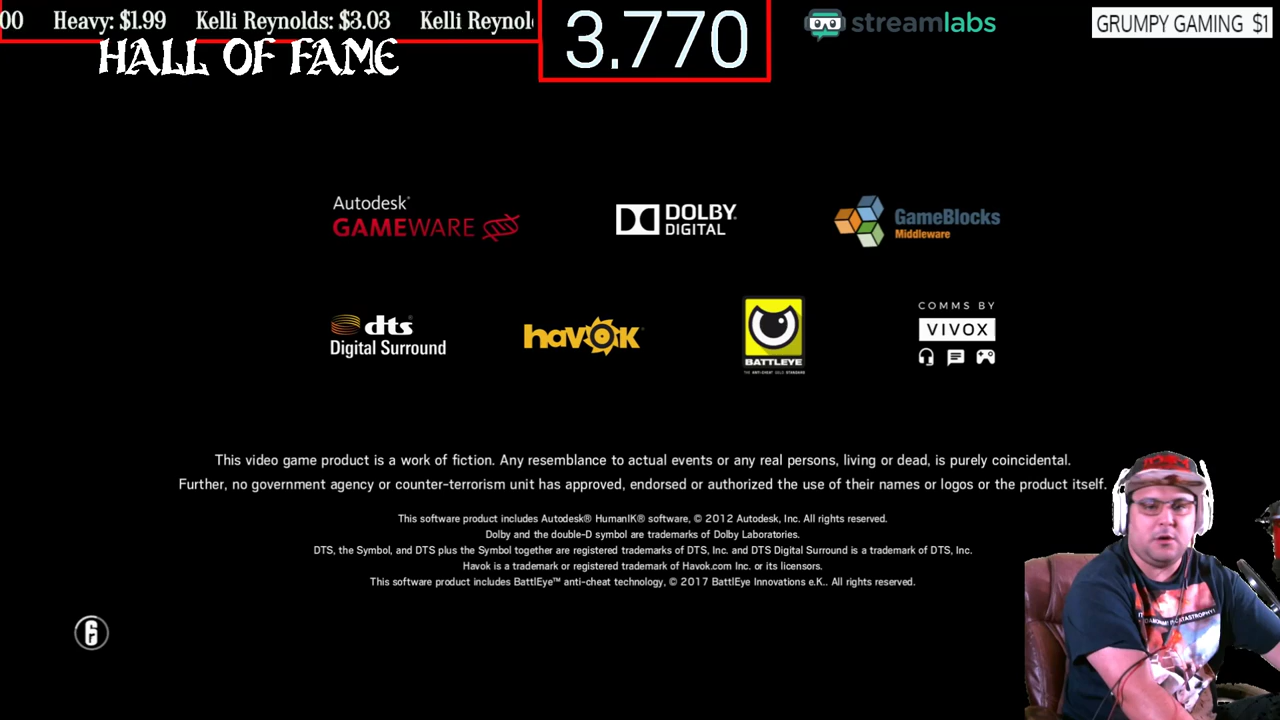 00 Heavy: $1.99 Kelli Reynolds: $3.03 Kelli Reynol
HALL OF FAME
3.770
streamlabs
GRUMPY GAMING $1
Autodesk®
GAMEWARE
DOLBY®
DIGITAL
GameBlocks
Middleware
dts
Digital Surround
havok
BATTLEYE
THE ANTI-CHEAT GOLD STANDARD
COMMS BY
VIVOX
This video game product is a work of fiction. Any resemblance to actual events or any real persons, living or dead, is purely coincidental.
Further, no government agency or counter-terrorism unit has approved, endorsed or authorized the use of their names or logos or the product itself.
This software product includes Autodesk® HumanIK® software, © 2012 Autodesk, Inc. All rights reserved.
Dolby and the double-D symbol are trademarks of Dolby Laboratories.
DTS, the Symbol, and DTS plus the Symbol together are registered trademarks of DTS, Inc. and DTS Digital Surround is a trademark of DTS, Inc.
Havok is a trademark or registered trademark of Havok.com Inc. or its licensors.
This software product includes BattlEye™ anti-cheat technology, © 2017 BattlEye Innovations e.K.. All rights reserved.
6